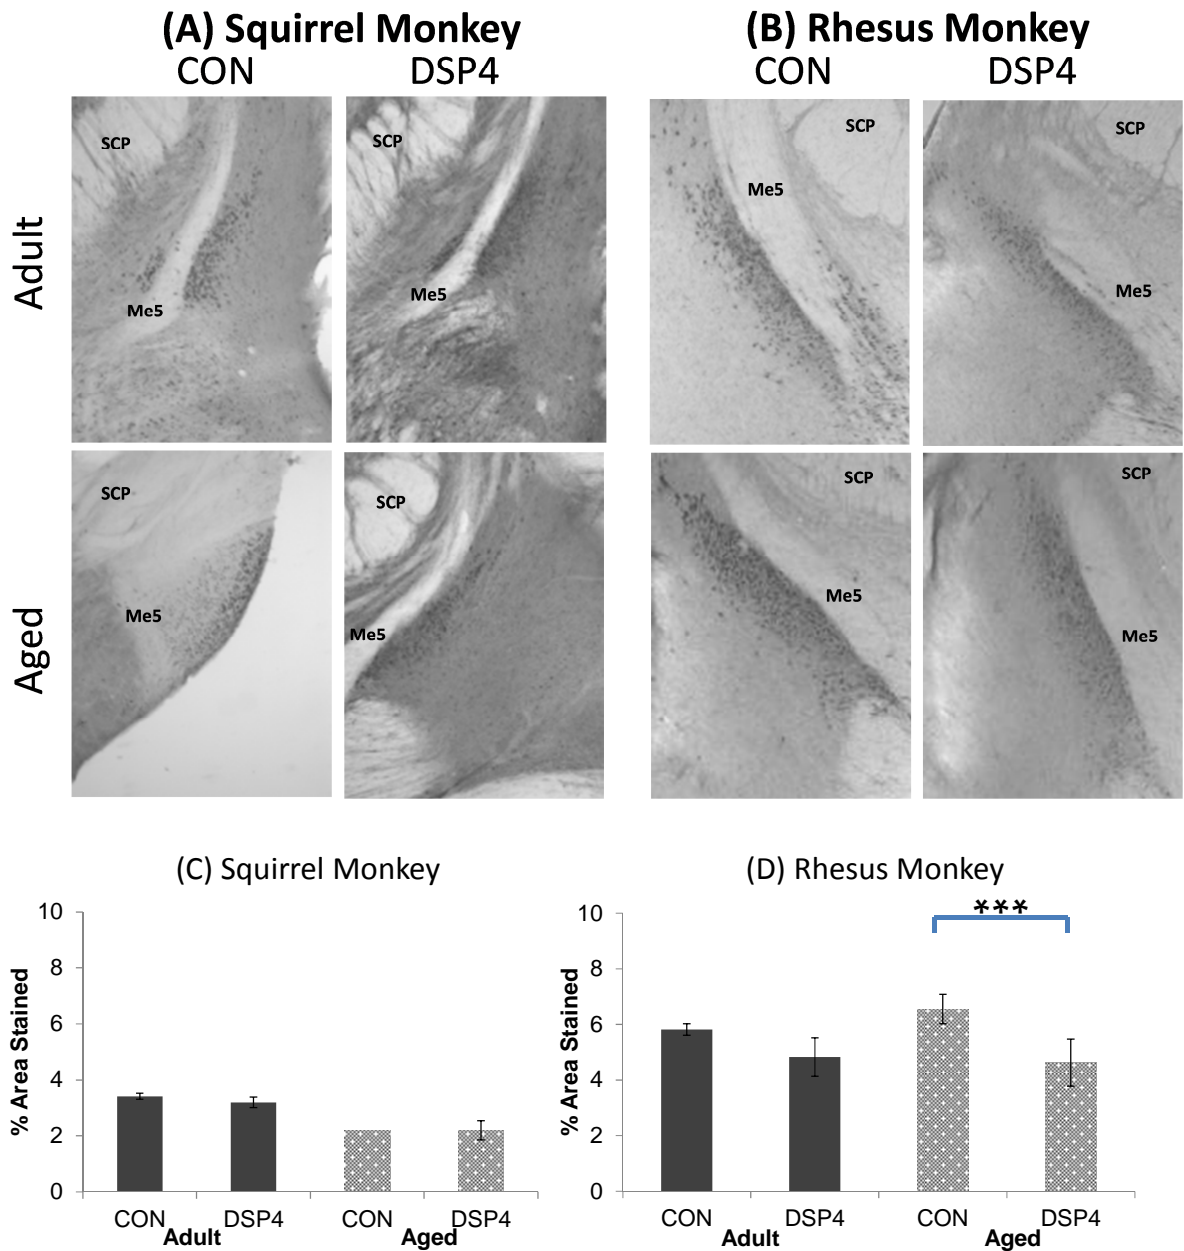 (A) Squirrel Monkey
CON DSP4
(B) Rhesus Monkey
CON DSP4
Adult
SCP
Me5
SCP
Me5
SCP
Me5
SCP
Me5
Aged
SCP
Me5
SCP
Me5
SCP
Me5
SCP
Me5
(C) Squirrel Monkey
% Area Stained
10
8
6
4
2
0
CON DSP4 CON DSP4
Adult Aged
(D) Rhesus Monkey
***
% Area Stained
10
8
6
4
2
0
CON DSP4 CON DSP4
Adult Aged